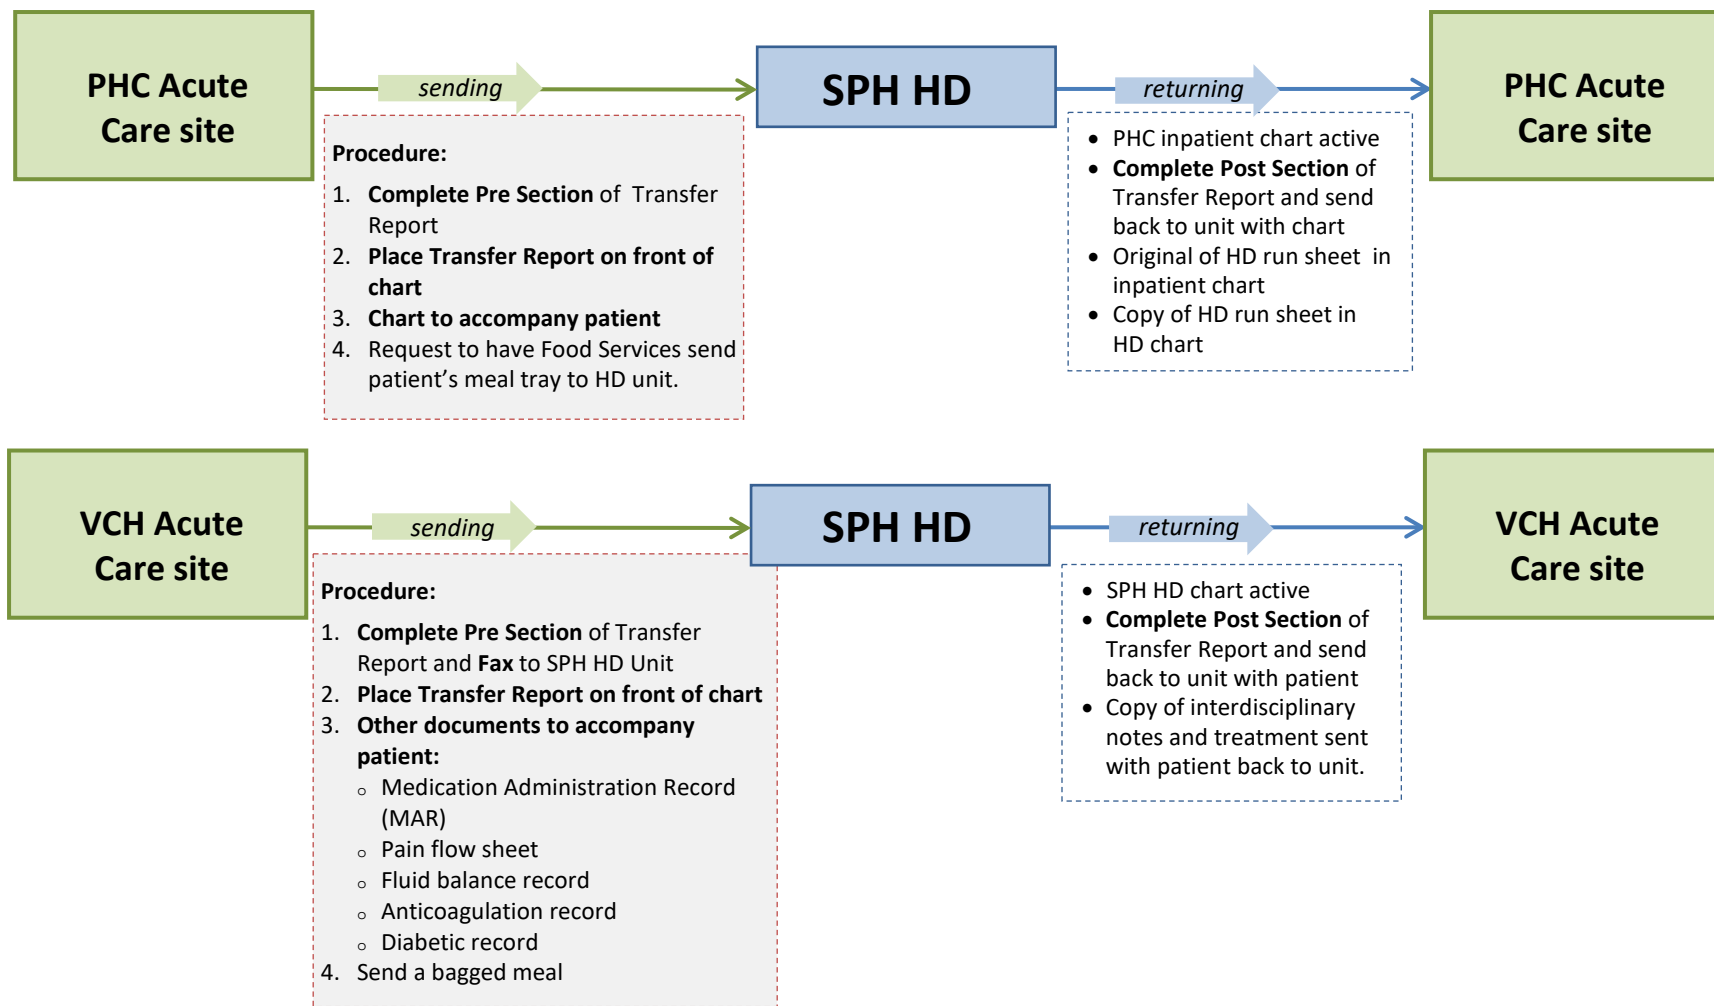 PHC Acute
Care site
sending
SPH HD
returning
PHC Acute
Care site
Procedure:
1. Complete Pre Section of Transfer
Report
2. Place Transfer Report on front of
chart
3. Chart to accompany patient
4. Request to have Food Services send
patient’s meal tray to HD unit.
• PHC inpatient chart active
• Complete Post Section of
Transfer Report and send
back to unit with chart
• Original of HD run sheet in
inpatient chart
• Copy of HD run sheet in
HD chart
VCH Acute
Care site
sending
SPH HD
returning
VCH Acute
Care site
Procedure:
1. Complete Pre Section of Transfer
Report and Fax to SPH HD Unit
2. Place Transfer Report on front of chart
3. Other documents to accompany
patient:
o Medication Administration Record
(MAR)
o Pain flow sheet
o Fluid balance record
o Anticoagulation record
o Diabetic record
4. Send a bagged meal
• SPH HD chart active
• Complete Post Section of
Transfer Report and send
back to unit with patient
• Copy of interdisciplinary
notes and treatment sent
with patient back to unit.